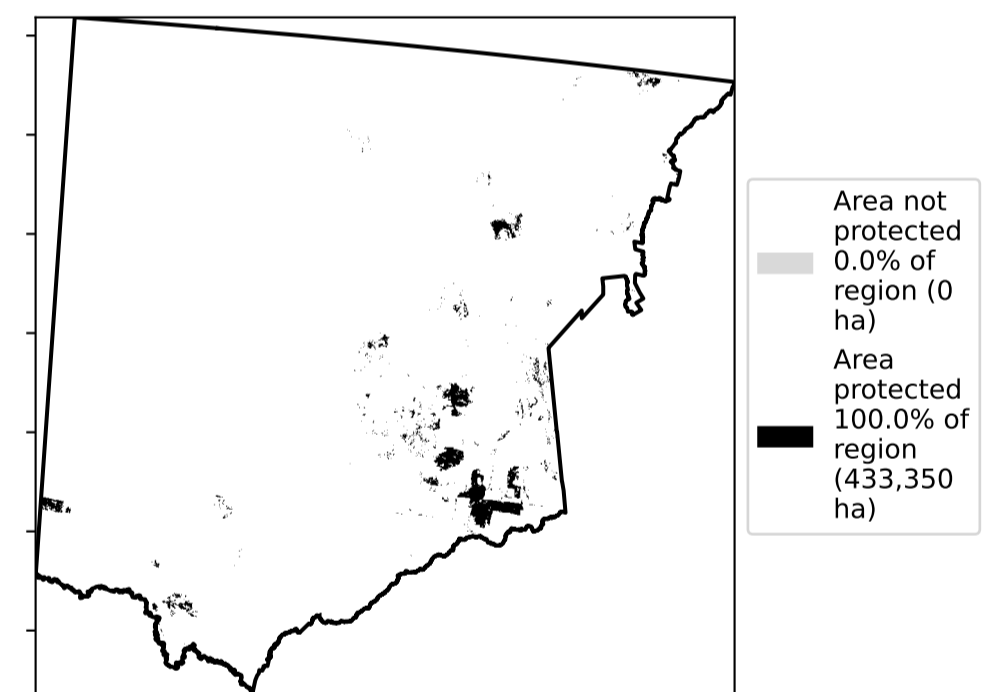 Area not
protected
0.0% of
region (0
ha)
Area
protected
100.0% of
region
(433,350
ha)